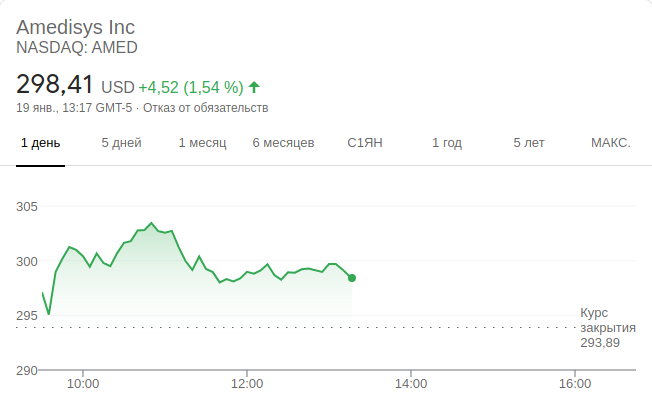 Amedisys Inc
NASDAQ: AMED
298,41 USD +4,52 (1,54 %)
19 янв., 13:17 GMT-5 · Отказ от обязательств
1 день 5 дней 1 месяц 6 месяцев С1ЯН 1 год 5 лет МАКС.
305
300
295
290
Курс
закрытия
293,89
10:00 12:00 14:00 16:00